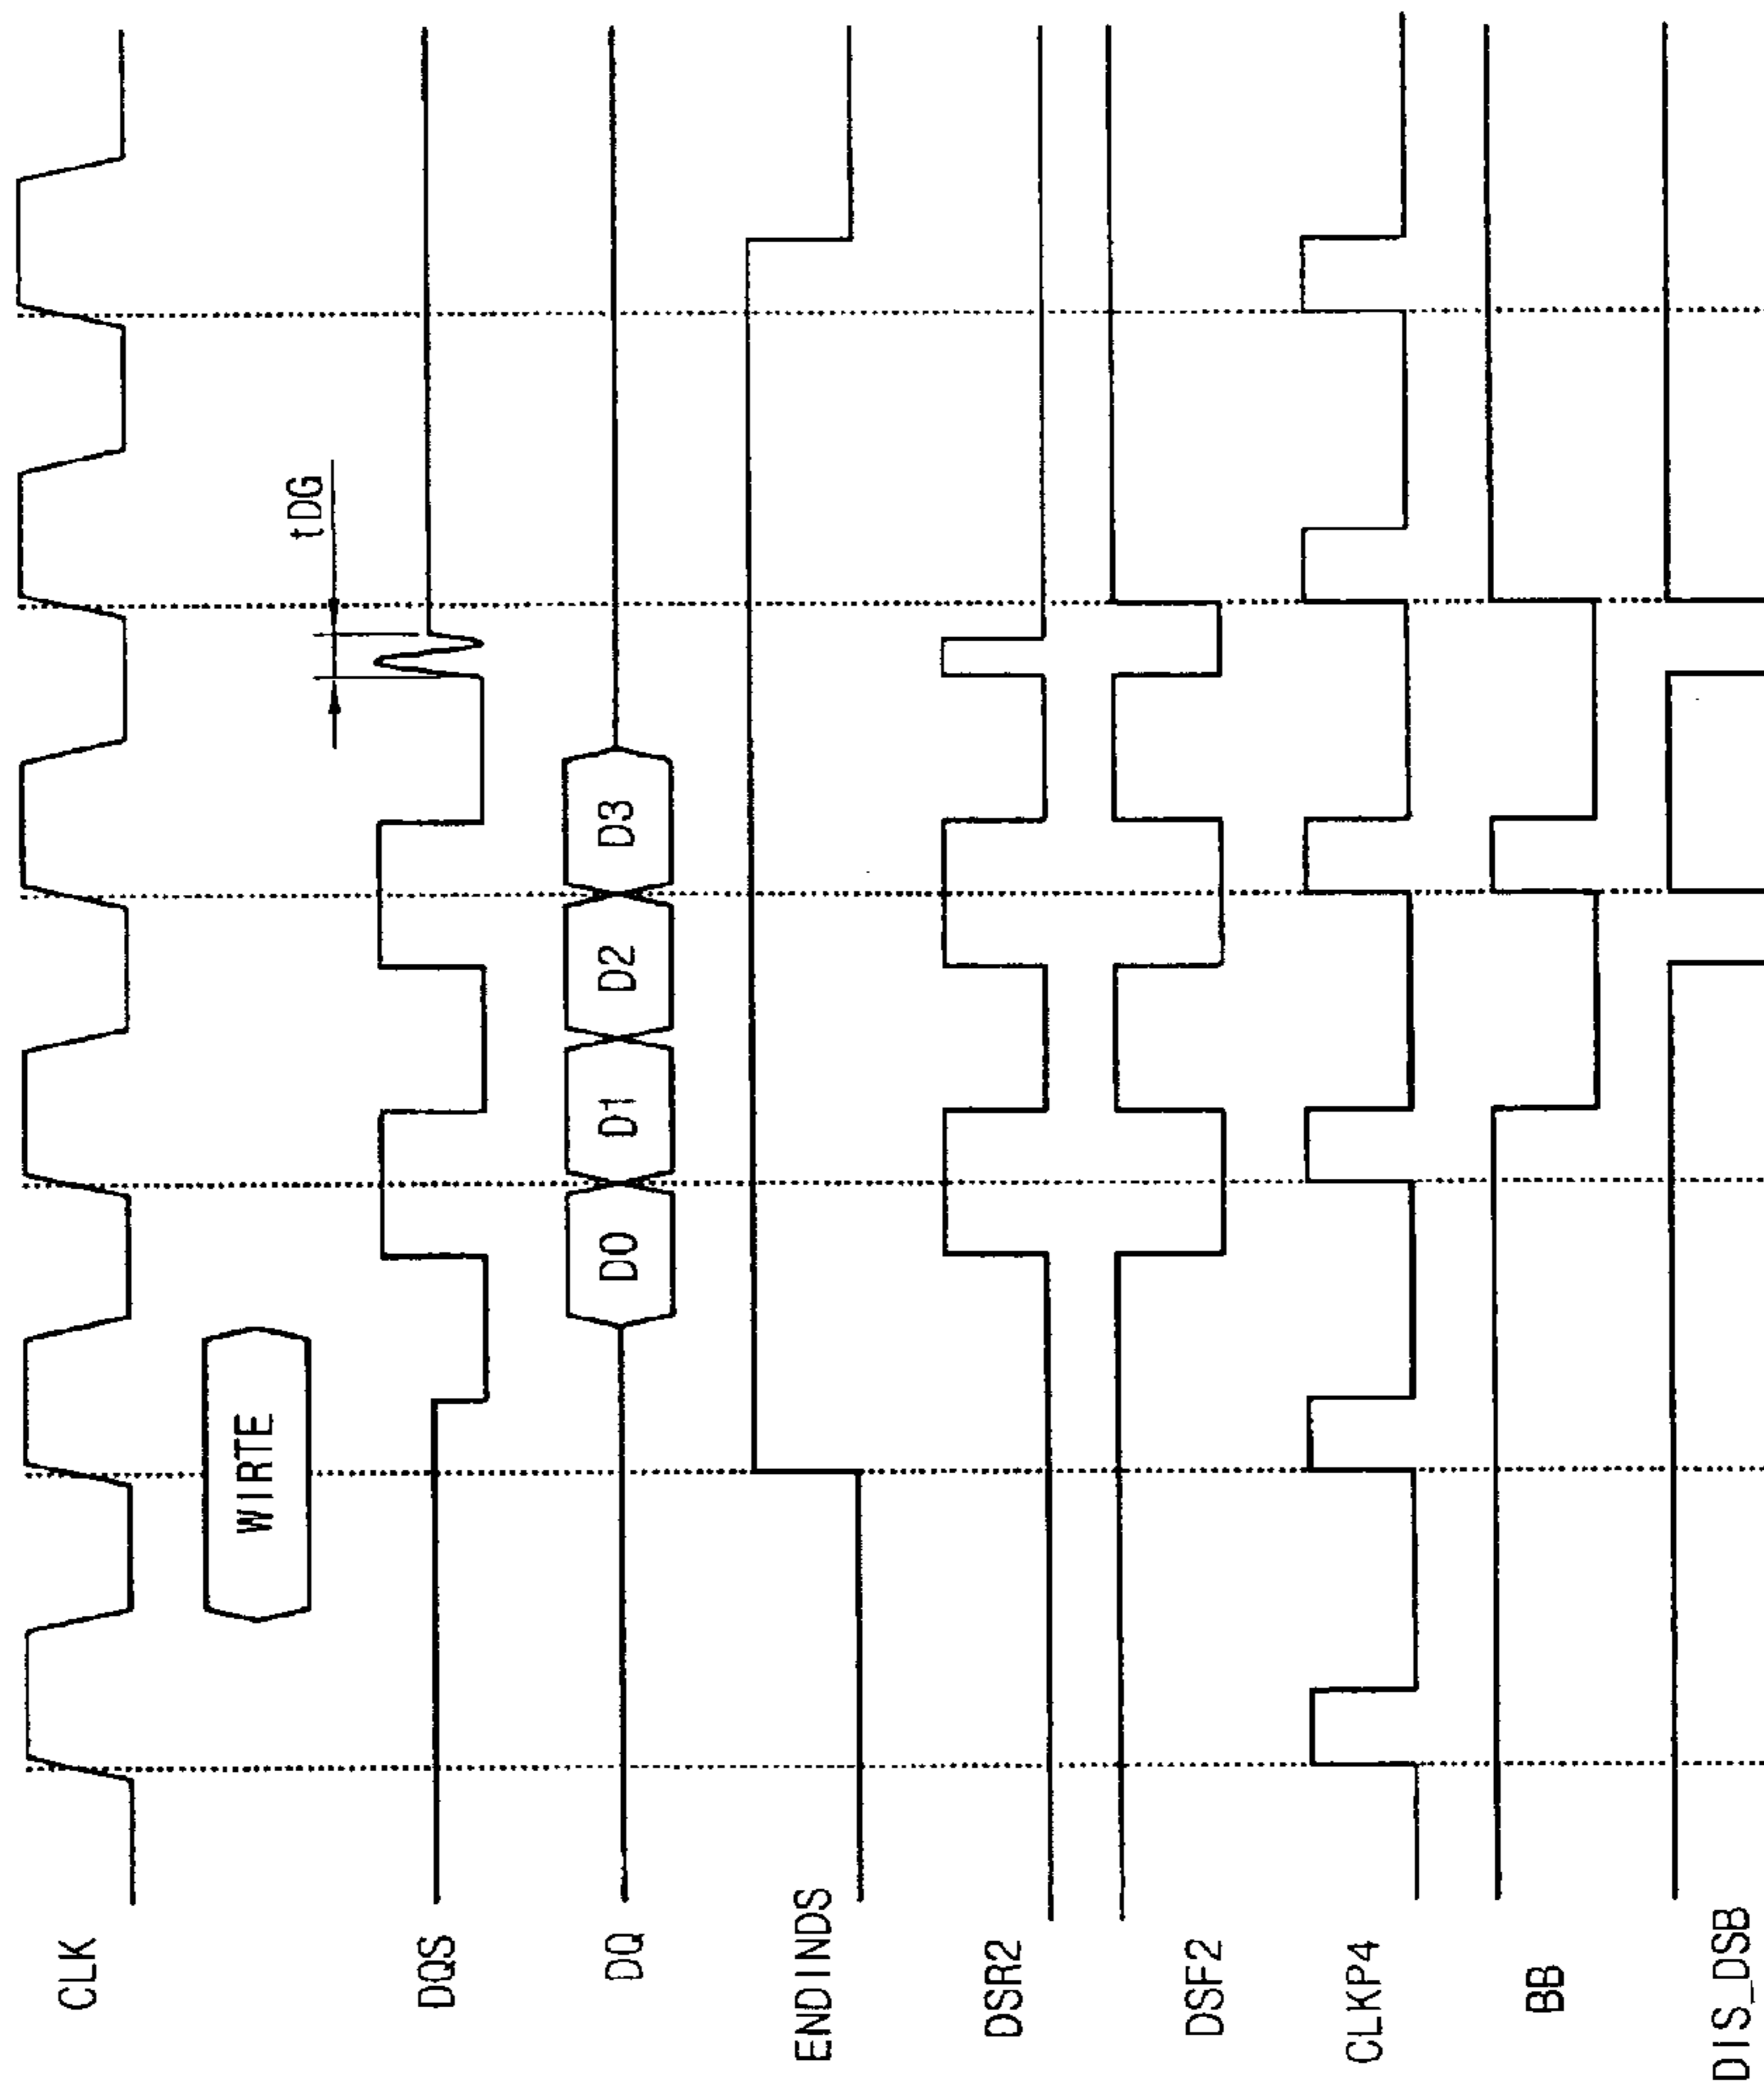 CLK
WIRTE
tDG
DQS
DQ
D0
D1
D2
D3
ENDINDS
DSR2
DSF2
CLKP4
BB
DIS_DSB